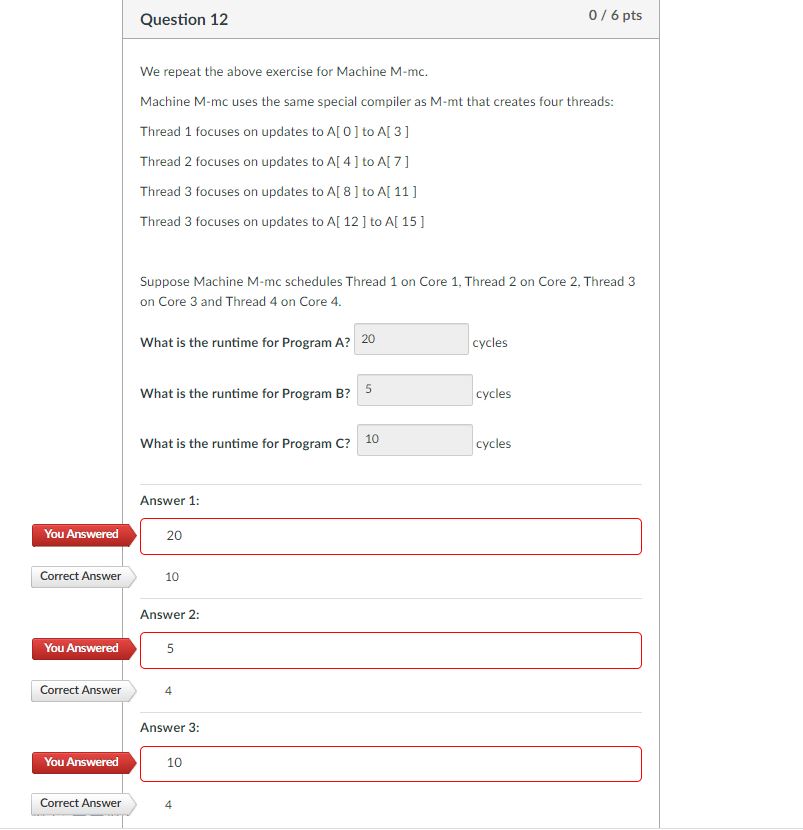 Question 12
0 / 6 pts
We repeat the above exercise for Machine M-mc.
Machine M-mc uses the same special compiler as M-mt that creates four threads:
Thread 1 focuses on updates to A[ 0 ] to A[ 3 ]
Thread 2 focuses on updates to A[ 4 ] to A[ 7 ]
Thread 3 focuses on updates to A[ 8 ] to A[ 11 ]
Thread 3 focuses on updates to A[ 12 ] to A[ 15 ]
Suppose Machine M-mc schedules Thread 1 on Core 1, Thread 2 on Core 2, Thread 3
on Core 3 and Thread 4 on Core 4.
What is the runtime for Program A? 20 cycles
What is the runtime for Program B? 5 cycles
What is the runtime for Program C? 10 cycles
Answer 1:
You Answered 20
Correct Answer 10
Answer 2:
You Answered 5
Correct Answer 4
Answer 3:
You Answered 10
Correct Answer 4